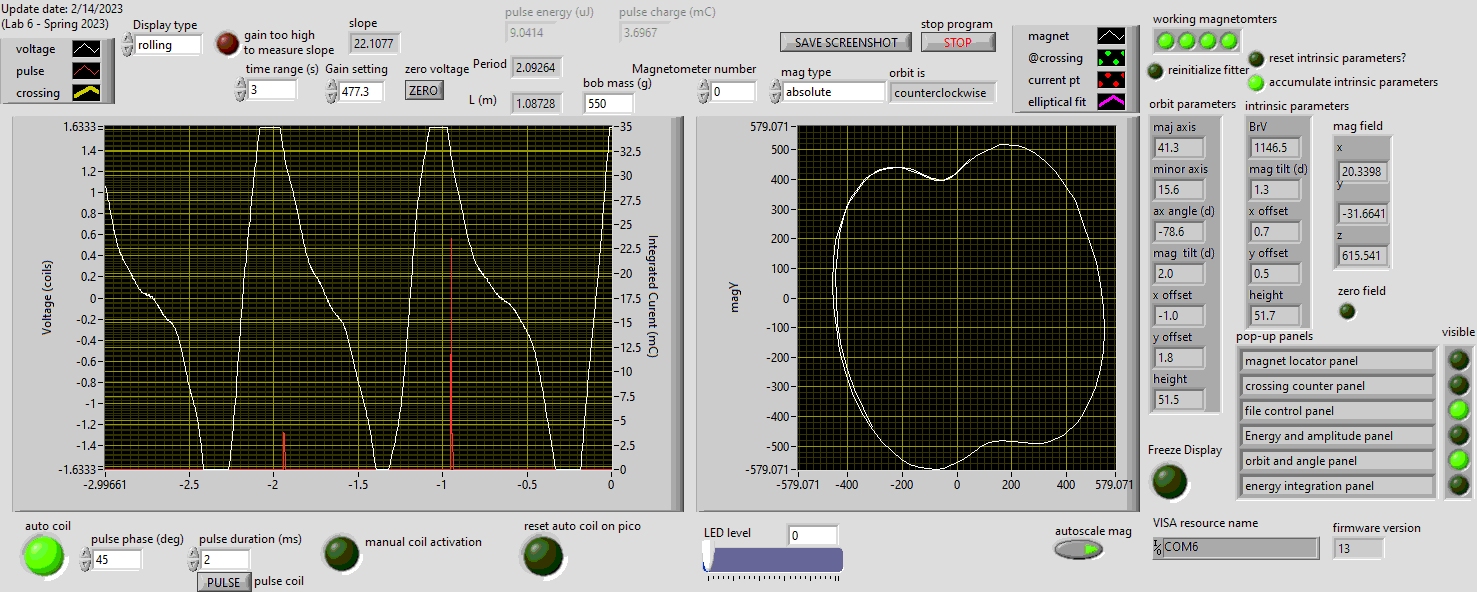 Update date: 2/14/2023
(Lab 6 - Spring 2023)
voltage
pulse
crossing
Display type
rolling
gain too high
to measure slope
slope
22.1077
time range (s)
3
Gain setting
477.3
zero voltage
ZERO
pulse energy (uJ)
9.0414
pulse charge (mC)
3.6967
Period
2.09264
L (m)
1.08728
bob mass (g)
550
Magnetometer number
0
SAVE SCREENSHOT
stop program
STOP
mag type
absolute
orbit is
counterclockwise
magnet
@crossing
current pt
elliptical fit
working magnetomters
reinitialize fitter
reset intrinsic parameters?
accumulate intrinsic parameters
Voltage (coils)
1.6333
1.4
1.2
1
0.8
0.6
0.4
0.2
0
-0.2
-0.4
-0.6
-0.8
-1
-1.2
-1.4
-1.6333
-2.99661
-2.5
-2
-1.5
-1
-0.5
0
35
32.5
30
27.5
25
22.5
20
17.5
15
12.5
10
7.5
5
2.5
0
Integrated Current (mC)
magY
579.071
500
400
300
200
100
0
-100
-200
-300
-400
-500
-579.071
-579.071
-400
-200
0
200
400
579.071
orbit parameters
maj axis
41.3
minor axis
15.6
ax angle (d)
-78.6
mag tilt (d)
2.0
x offset
-1.0
y offset
1.8
height
51.5
intrinsic parameters
BrV
1146.5
mag tilt (d)
1.3
x offset
0.7
y offset
0.5
height
51.7
mag field
x
20.3398
y
-31.6641
z
615.541
zero field
pop-up panels
visible
magnet locator panel
crossing counter panel
file control panel
Energy and amplitude panel
orbit and angle panel
energy integration panel
Freeze Display
auto coil
pulse phase (deg)
45
pulse duration (ms)
2
PULSE
pulse coil
manual coil activation
reset auto coil on pico
LED level
0
autoscale mag
VISA resource name
COM6
firmware version
13